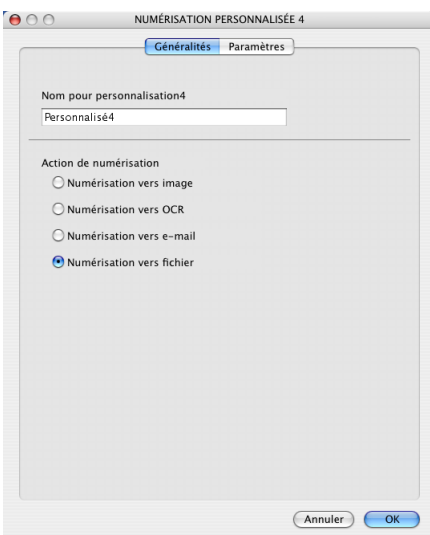 NUMÉRISATION PERSONNALISÉE 4
Généralités Paramètres
Nom pour personnalisation4
Personnalisé4
Action de numérisation
Numérisation vers image
Numérisation vers OCR
Numérisation vers e-mail
Numérisation vers fichier
Annuler OK